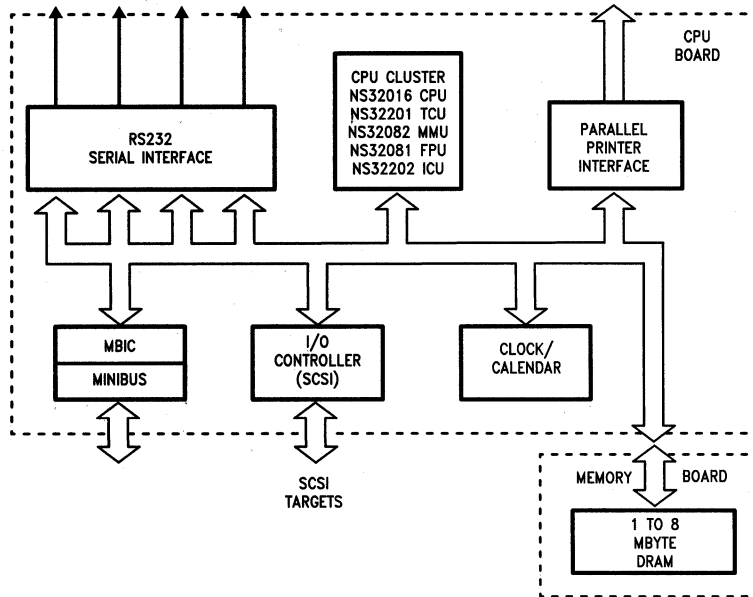 CPU
BOARD
RS232
SERIAL INTERFACE
CPU CLUSTER
NS32016 CPU
NS32201 TCU
NS32082 MMU
NS32081 FPU
NS32202 ICU
PARALLEL
PRINTER
INTERFACE
MBIC
MINIBUS
I/O
CONTROLLER
(SCSI)
CLOCK/
CALENDAR
SCSI
TARGETS
MEMORY BOARD
1 TO 8
MBYTE
DRAM